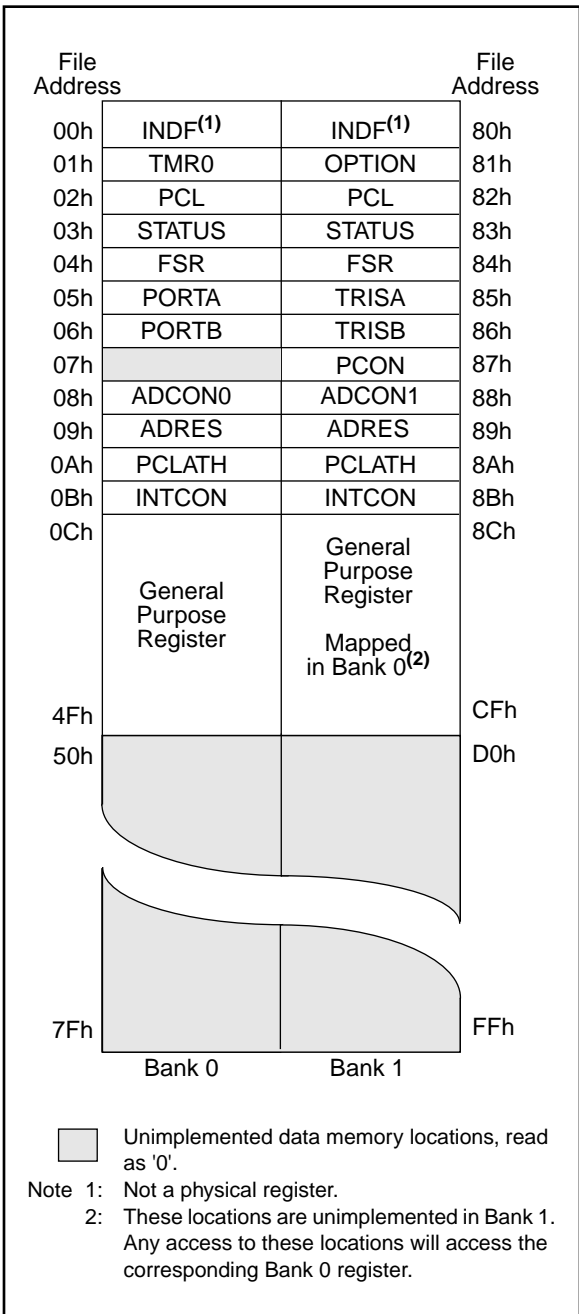 File Address File Address
00h INDF(1) INDF(1) 80h
01h TMR0 OPTION 81h
02h PCL PCL 82h
03h STATUS STATUS 83h
04h FSR FSR 84h
05h PORTA TRISA 85h
06h PORTB TRISB 86h
07h PCON 87h
08h ADCON0 ADCON1 88h
09h ADRES ADRES 89h
0Ah PCLATH PCLATH 8Ah
0Bh INTCON INTCON 8Bh
0Ch 8Ch
General Purpose Register
General Purpose Register
Mapped in Bank 0(2)
4Fh CFh
50h D0h
7Fh FFh
Bank 0 Bank 1
Unimplemented data memory locations, read
as '0'.
Note 1: Not a physical register.
2: These locations are unimplemented in Bank 1.
Any access to these locations will access the
corresponding Bank 0 register.